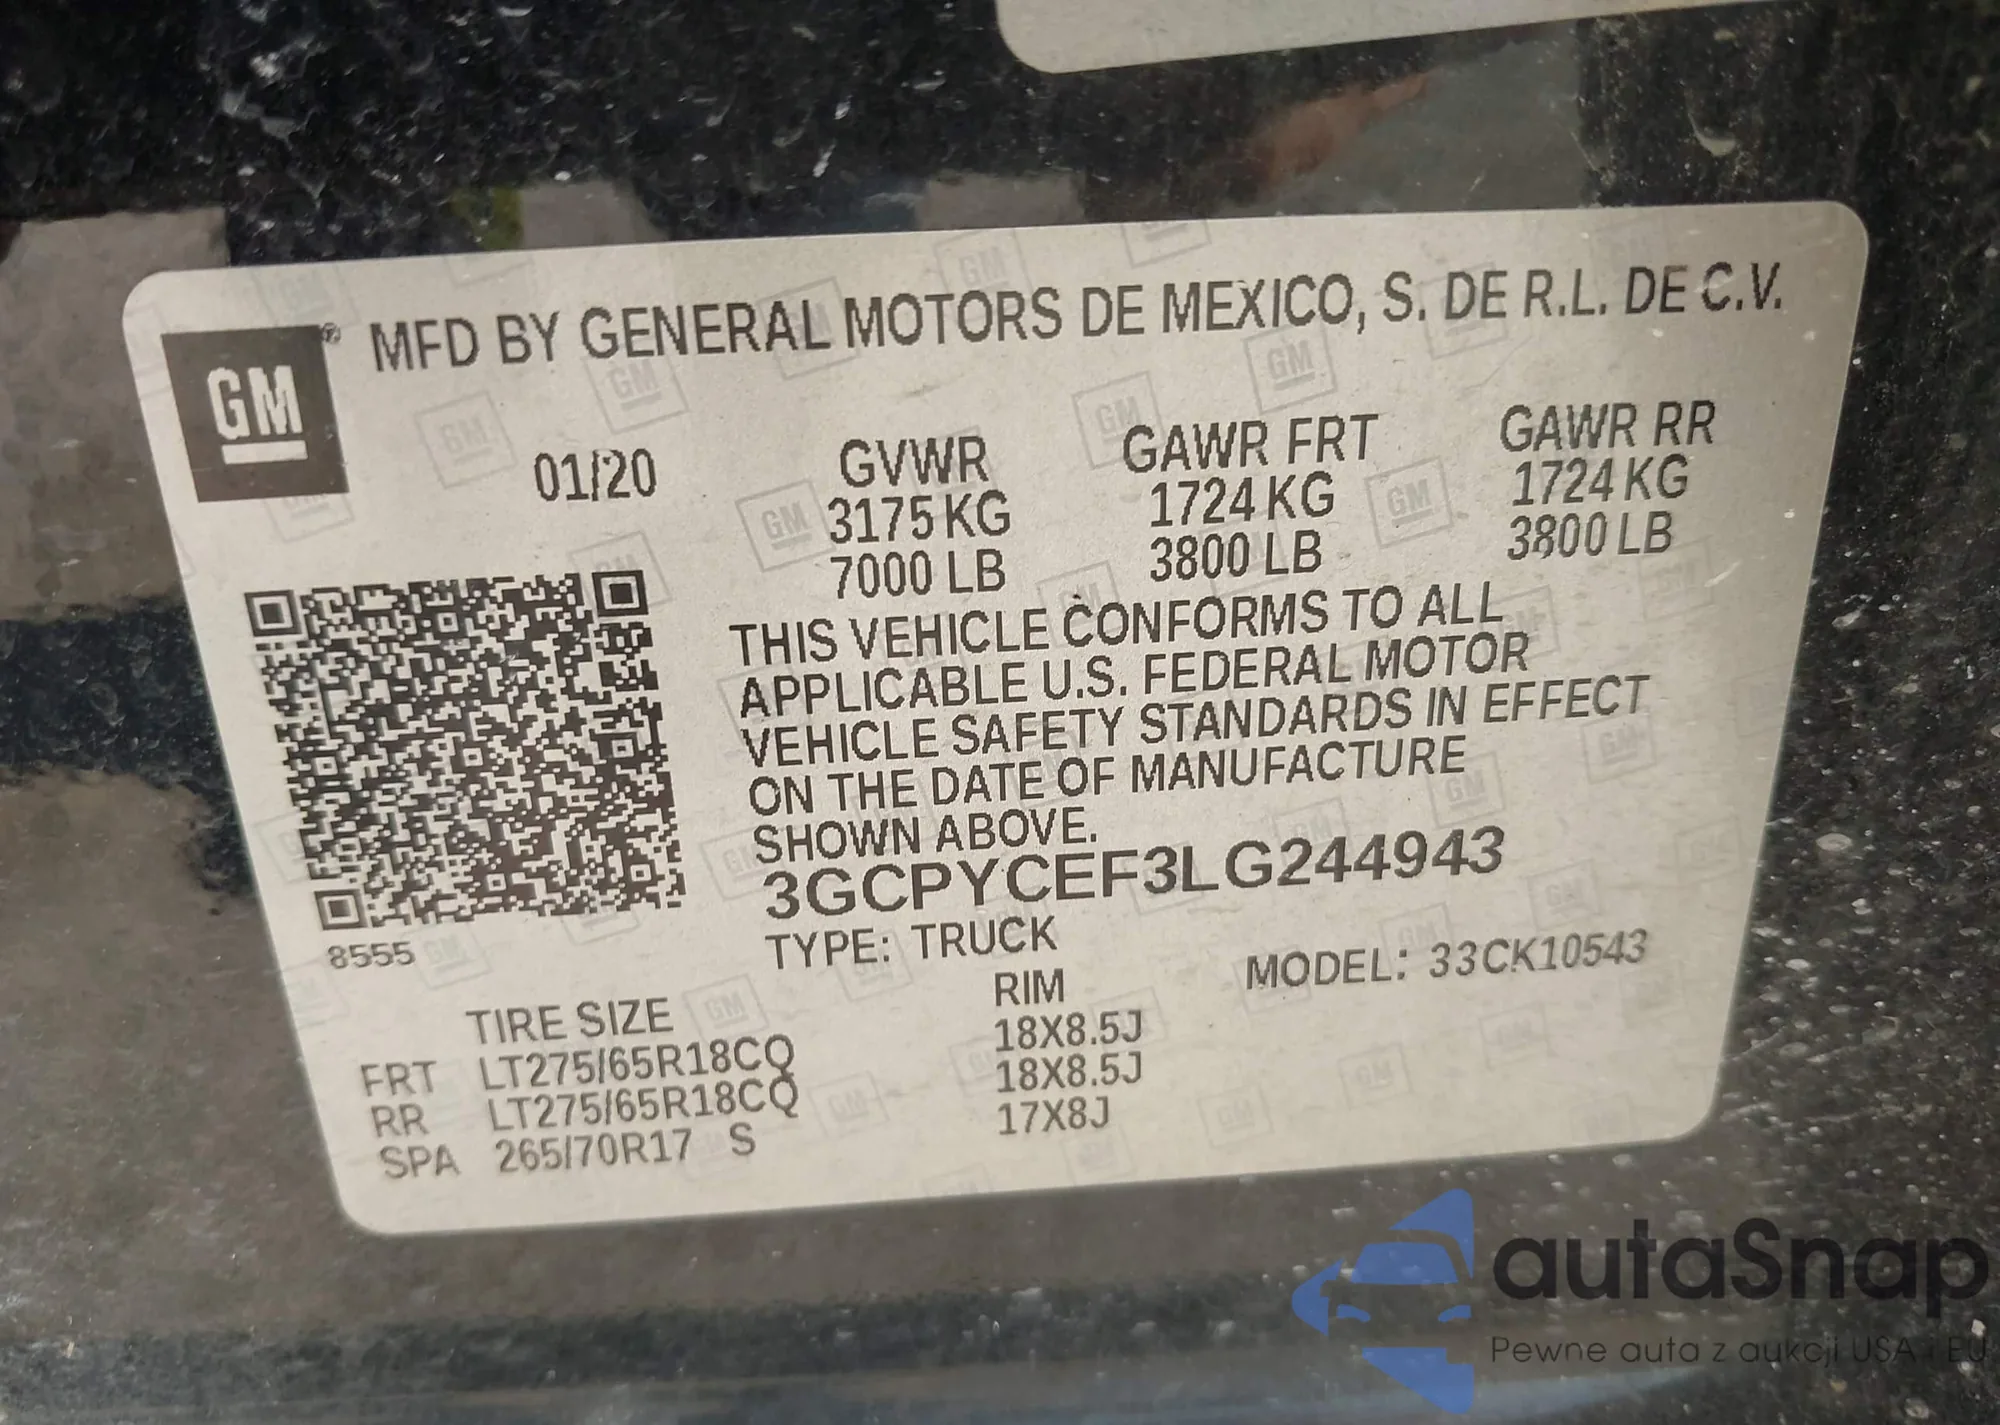 GM ® MFD BY GENERAL MOTORS DE MEXICO, S. DE R.L. DE C.V.
01/20 GVWR GAWR FRT GAWR RR
3175 KG 1724 KG 1724 KG
7000 LB 3800 LB 3800 LB
THIS VEHICLE CONFORMS TO ALL
APPLICABLE U.S. FEDERAL MOTOR
VEHICLE SAFETY STANDARDS IN EFFECT
ON THE DATE OF MANUFACTURE
SHOWN ABOVE.
3GCPYCEF3LG244943
8555 TYPE: TRUCK MODEL: 33CK10543
TIRE SIZE RIM
FRT LT275/65R18CQ 18X8.5J
RR LT275/65R18CQ 18X8.5J
SPA 265/70R17 S 17X8J
autaSnap
Pewne auta z aukcji USA i EU